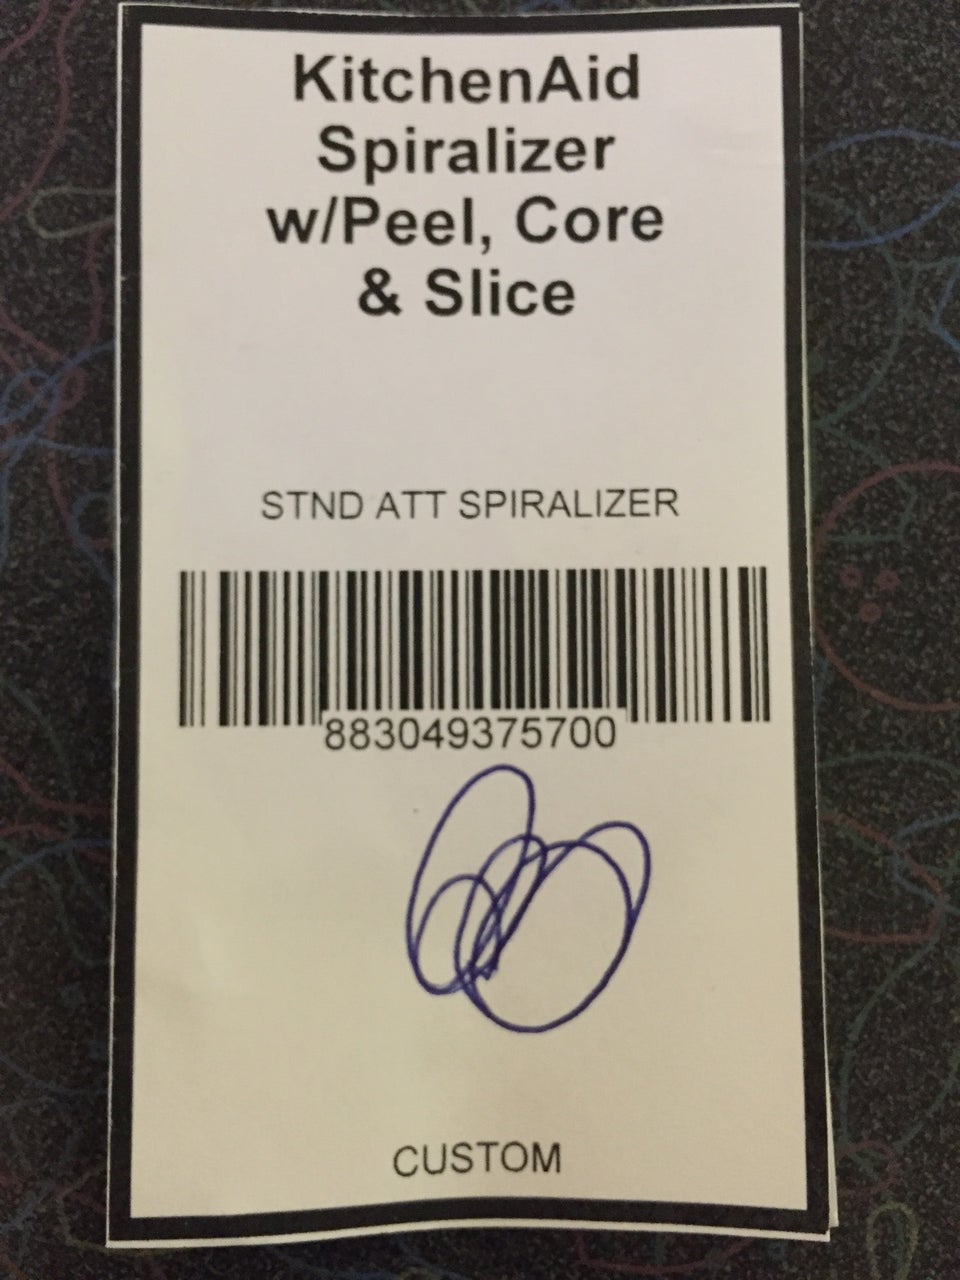 KitchenAid
Spiralizer
w/Peel, Core
& Slice
STND ATT SPIRALIZER
883049375700
CUSTOM